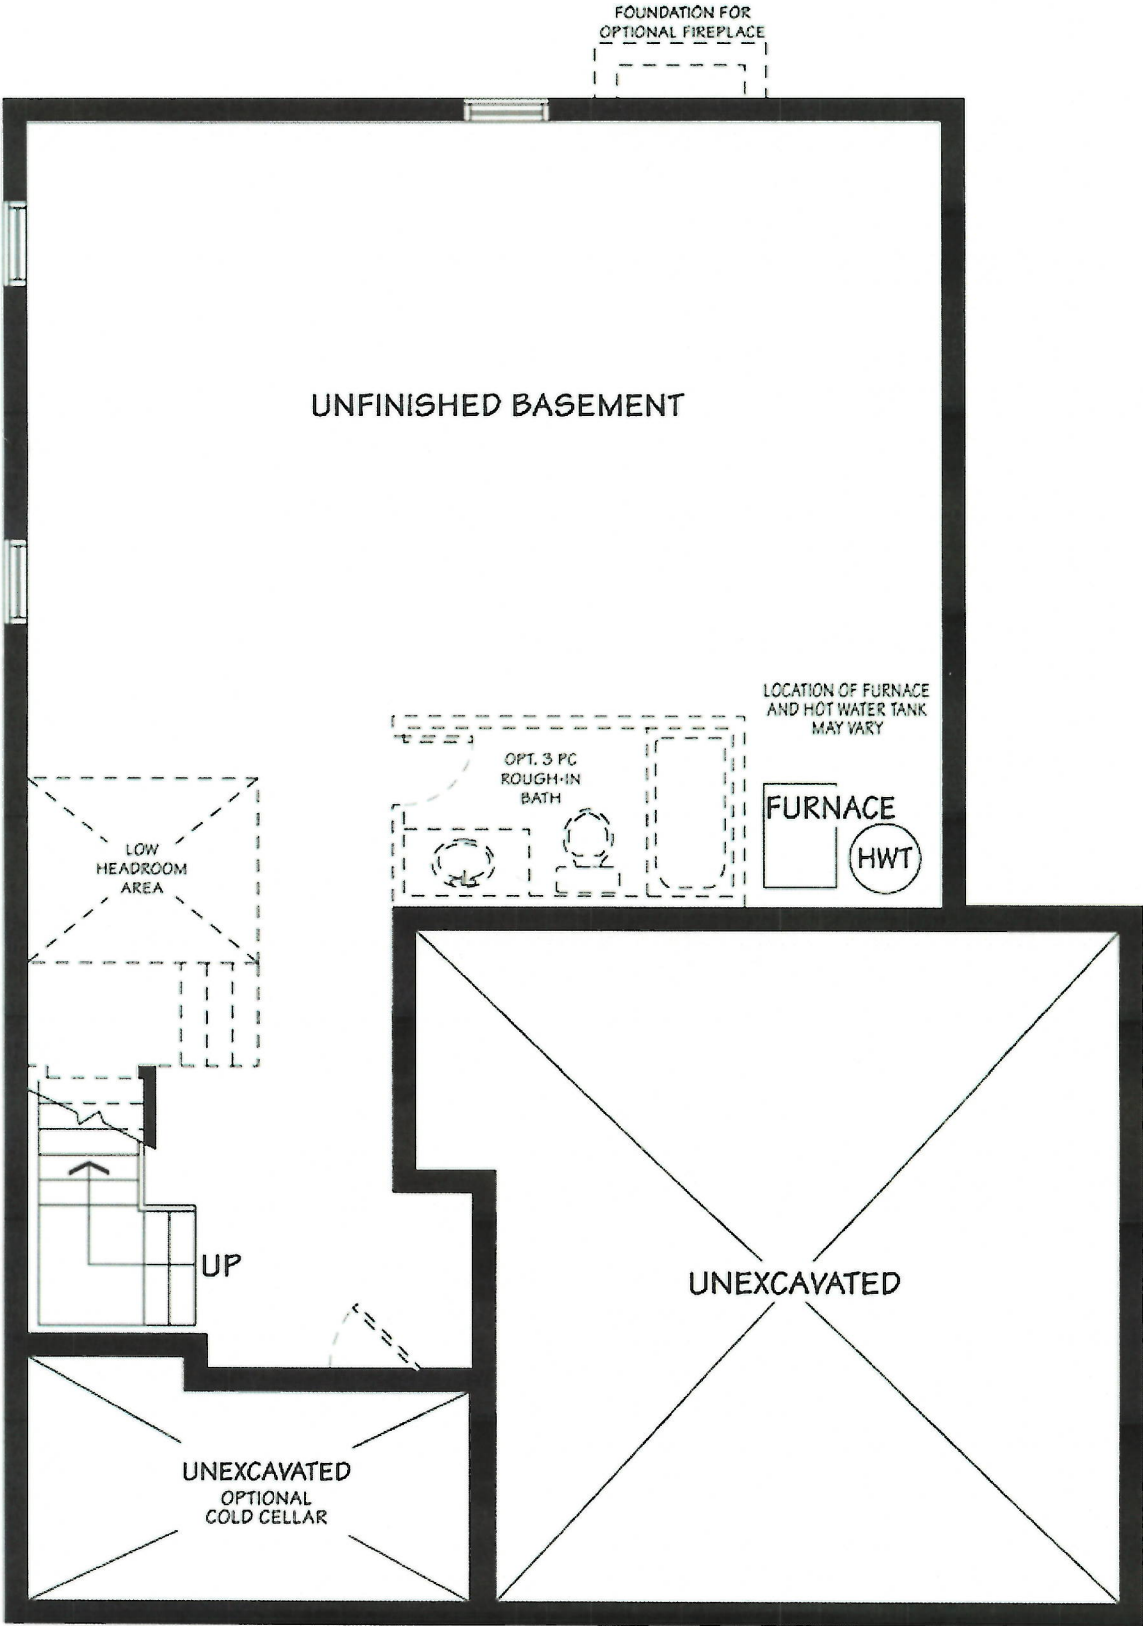 FOUNDATION FOR
OPTIONAL FIREPLACE
UNFINISHED BASEMENT
LOCATION OF FURNACE
AND HOT WATER TANK
MAY VARY
OPT. 3 PC
ROUGH-IN
BATH
FURNACE
HWT
LOW
HEADROOM
AREA
UP
UNEXCAVATED
UNEXCAVATED
OPTIONAL
COLD CELLAR